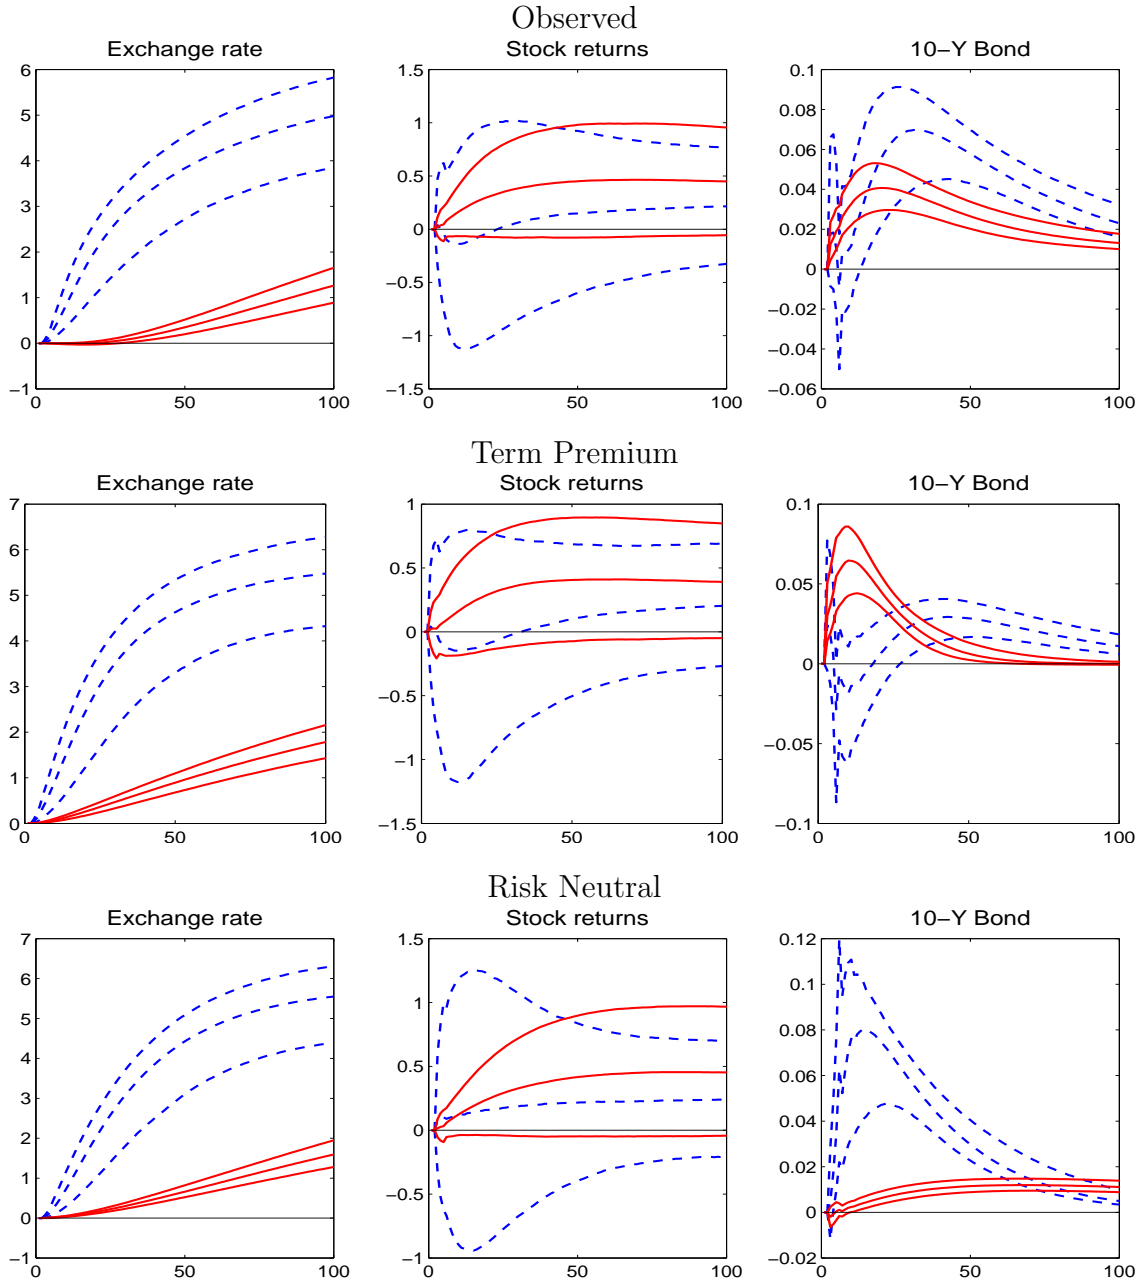 Observed
Exchange rate Stock returns 10−Y Bond
6 1.5 0.1
5 1 0.08
4 0.5 0.06
3 0 0.04
2 −0.5 0.02
1 −1 0
0 −1.5 −0.02
−1 −0.04
−0.06
0 50 100 0 50 100 0 50 100
Term Premium
Exchange rate Stock returns 10−Y Bond
7 1 0.1
6 0.5 0.05
5 0 0
4 −0.5 −0.05
3 −1 −0.1
2 −1.5
1
0
0 50 100 0 50 100 0 50 100
Risk Neutral
Exchange rate Stock returns 10−Y Bond
7 1.5 0.12
6 1 0.1
5 0.5 0.08
4 0 0.06
3 −0.5 0.04
2 −1 0.02
1 0
0 −0.02
−1
0 50 100 0 50 100 0 50 100